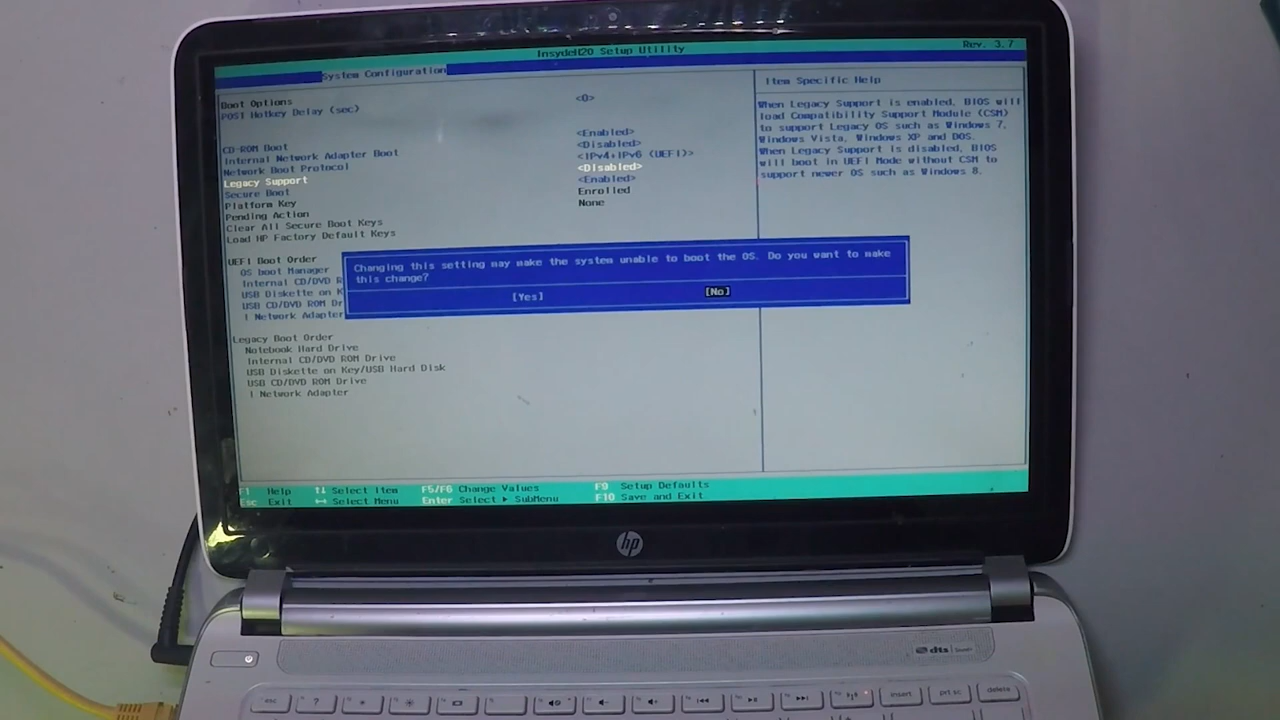 InsydeH20 Setup Utility
Rev. 3.7
System Configuration
Boot Options
POST Hotkey Delay (sec) <0>
CD-ROM Boot <Enabled>
Internal Network Adapter Boot <Disabled>
Network Boot Protocol <IPv4+IPv6 (UEFI)>
Legacy Support <Disabled>
Secure Boot <Enabled>
Platform Key Enrolled
Pending Action None
Clear All Secure Boot Keys
Load HP Factory Default Keys
UEFI Boot Order
OS boot Manager
Internal CD/DVD R
USB Diskette on K
USB CD/DVD ROM Dr
! Network Adapter
Legacy Boot Order
Notebook Hard Drive
Internal CD/DVD ROM Drive
USB Diskette on Key/USB Hard Disk
USB CD/DVD ROM Drive
! Network Adapter
Item Specific Help
When Legacy Support is enabled, BIOS will
load Compatibility Support Module (CSM)
to support Legacy OS such as Windows 7,
Windows Vista, Windows XP and DOS.
When Legacy Support is disabled, BIOS
will boot in UEFI Mode without CSM to
support newer OS such as Windows 8.
Changing this setting may make the system unable to boot the OS. Do you want to make
this change?
[Yes] [No]
F1 Help ↑↓ Select Item F5/F6 Change Values F9 Setup Defaults
Esc Exit ↔ Select Menu Enter Select ▶ SubMenu F10 Save and Exit
hp
dts Sound
esc ? insert prt sc delete